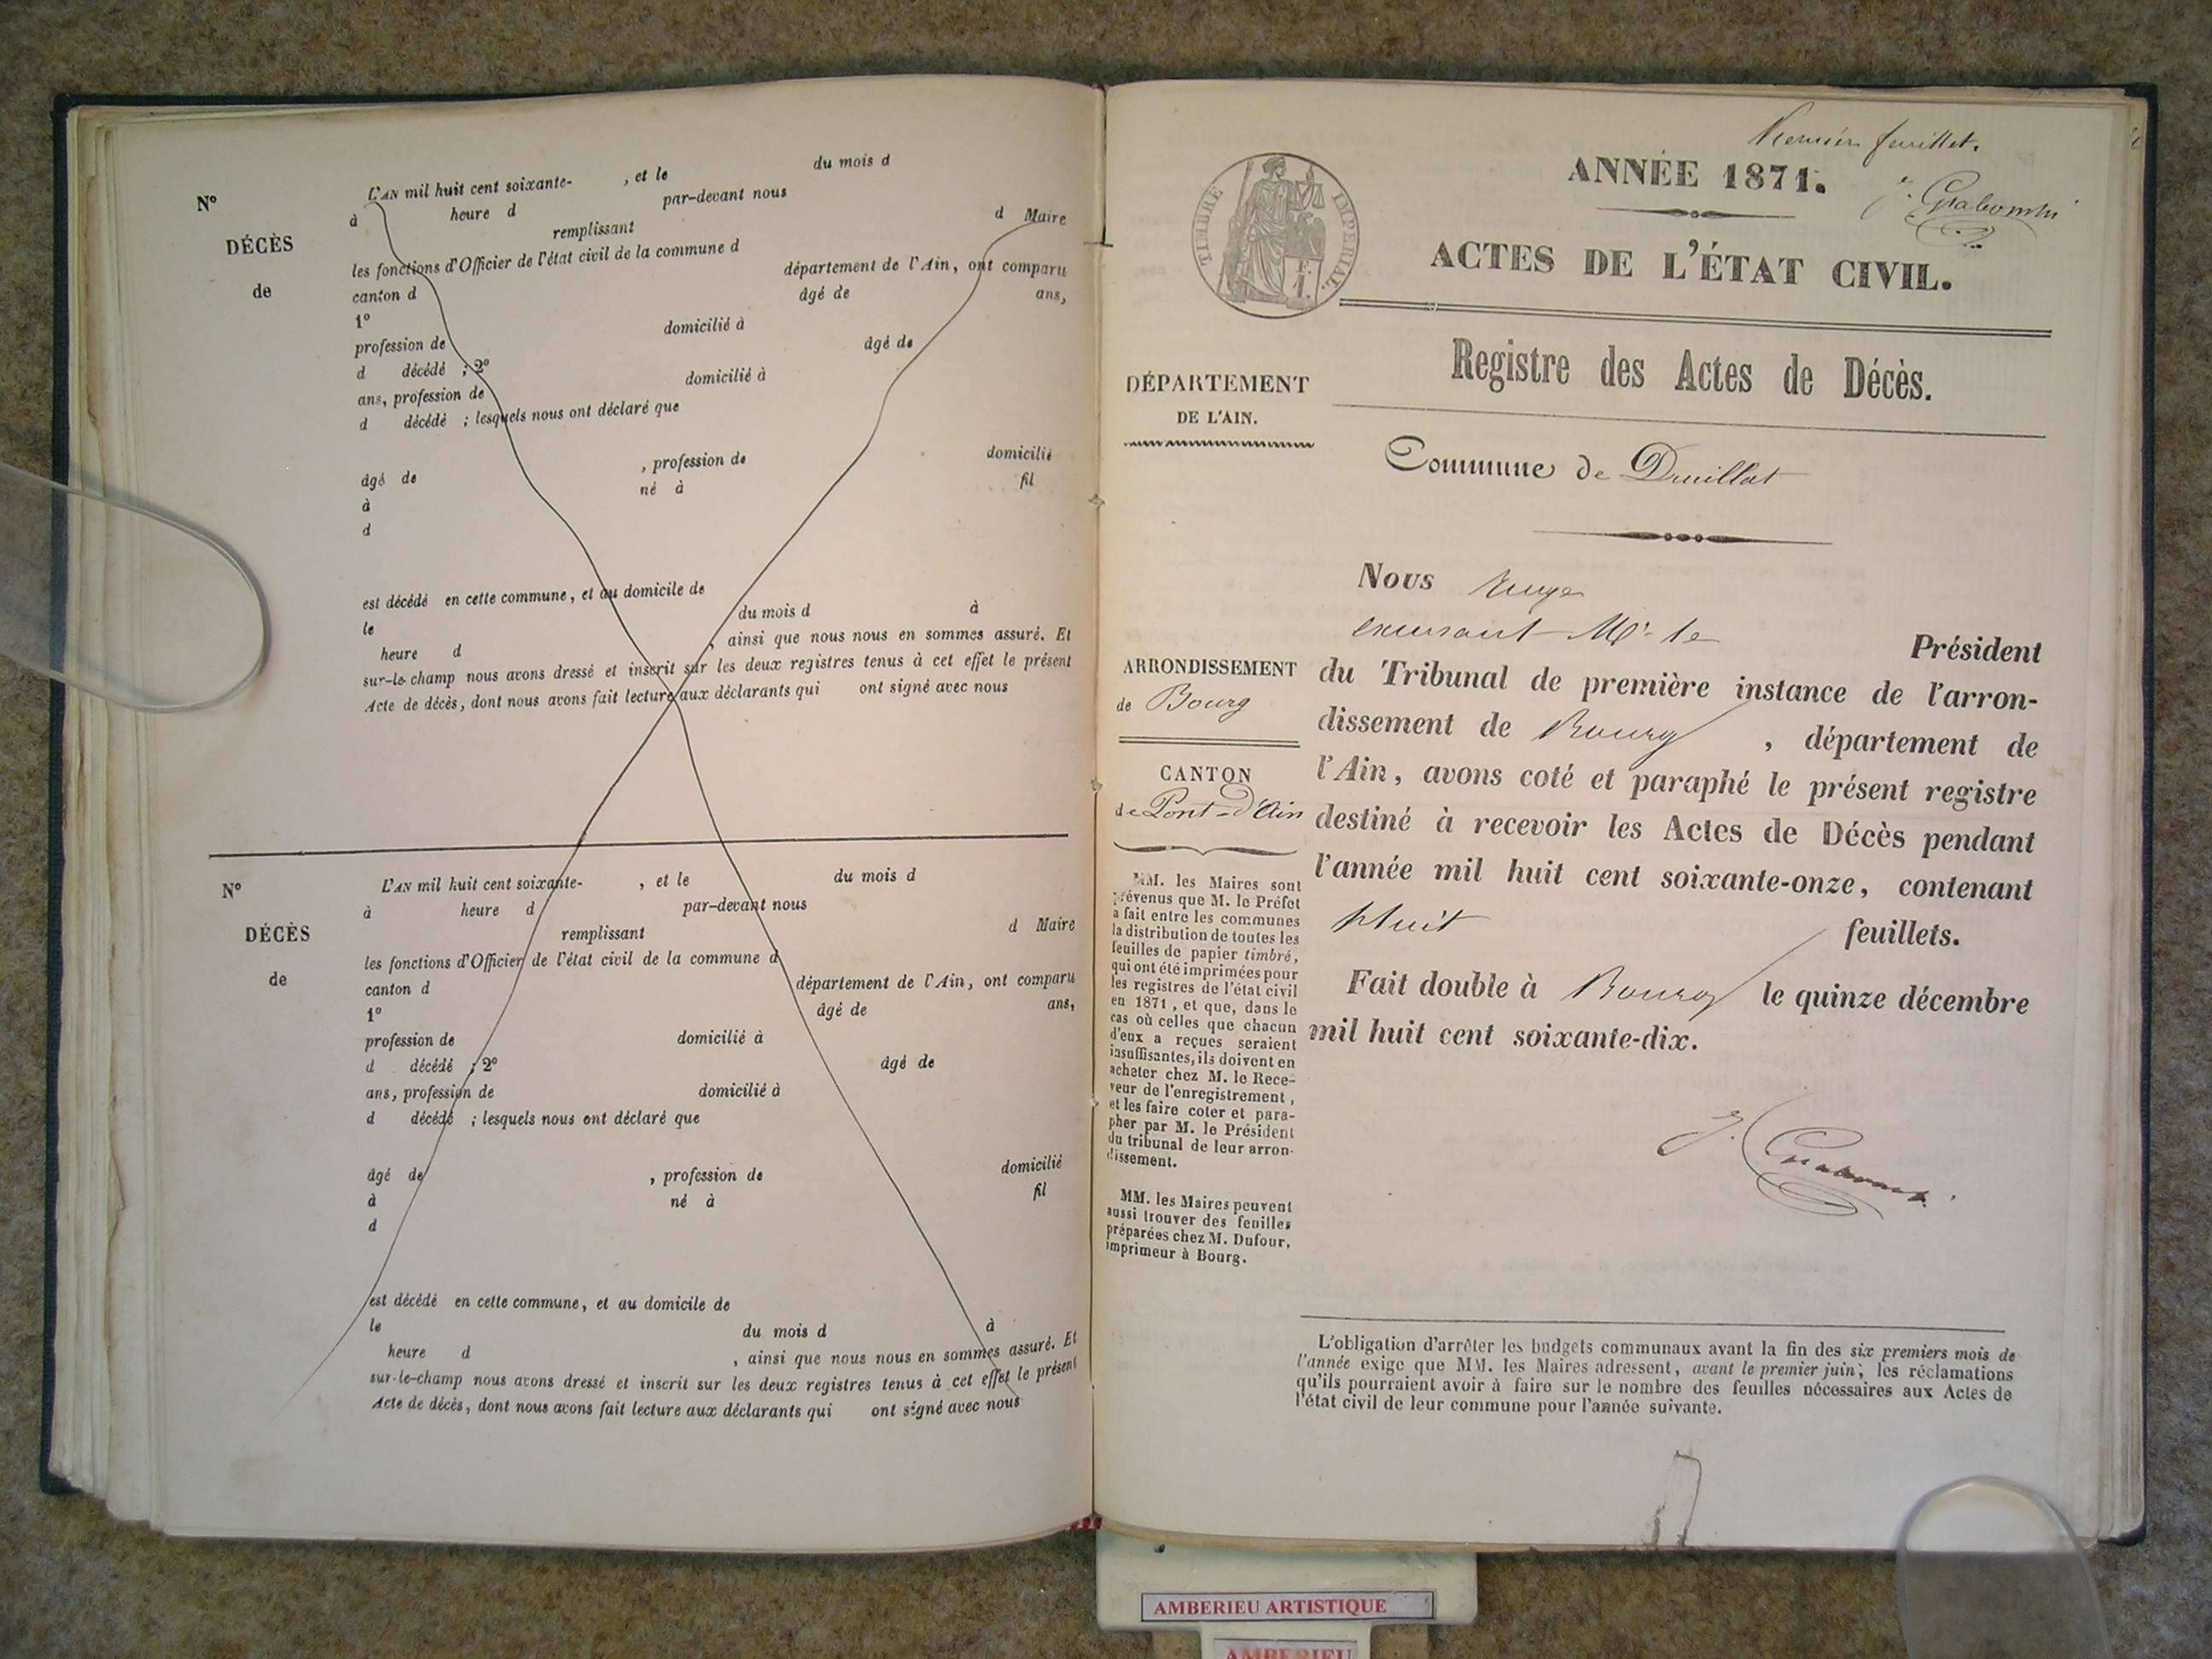 L'AN mil huit cent soixante- , et le du mois d
Nº
à heure d par-devant nous
d Maire
DÉCÈS
remplissant
les fonctions d'Officier de l'état civil de la commune d
de
canton d département de l'Ain, ont comparu
1º âgé de ans,
profession de domicilié à
d décédé ; 2º âgé de
ans, profession de domicilié à
d décédé ; lesquels nous ont déclaré que
âgé de , profession de domicilié
à né à fil
d
est décédé en cette commune, et au domicile de
le du mois d à
heure d , ainsi que nous nous en sommes assuré. Et
sur-le-champ nous avons dressé et inscrit sur les deux registres tenus à cet effet le présent
Acte de décès, dont nous avons fait lecture aux déclarants qui ont signé avec nous
Nº
L'AN mil huit cent soixante- , et le du mois d
à heure d par-devant nous
d Maire
DÉCÈS
remplissant
les fonctions d'Officier de l'état civil de la commune d
de
canton d département de l'Ain, ont comparu
1º âgé de ans,
profession de domicilié à
d décédé ; 2º âgé de
ans, profession de domicilié à
d décédé ; lesquels nous ont déclaré que
âgé de , profession de domicilié
à né à fil
d
est décédé en cette commune, et au domicile de
le du mois d à
heure d , ainsi que nous nous en sommes assuré. Et
sur-le-champ nous avons dressé et inscrit sur les deux registres tenus à cet effet le présent
Acte de décès, dont nous avons fait lecture aux déclarants qui ont signé avec nous
feuillet.
ANNÉE 1871.
TIMBRE IMPÉRIAL
ACTES DE L'ÉTAT CIVIL.
Registre des Actes de Décès.
DÉPARTEMENT
DE L'AIN.
Commune de Druillat
Nous Juge
Mr le
Président
ARRONDISSEMENT
de Bourg
CANTON
de Pont-d'Ain
MM. les Maires sont
prévenus que M. le Préfet
a fait entre les communes
la distribution de toutes les
feuilles de papier timbré,
qui ont été imprimées pour
les registres de l'état civil
en 1871, et que, dans le
cas où celles que chacun
d'eux a reçues seraient
insuffisantes, ils doivent en
acheter chez M. le Rece-
veur de l'enregistrement,
et les faire coter et para-
pher par M. le Président
du tribunal de leur arron-
dissement.
MM. les Maires peuvent
aussi trouver des feuilles
préparées chez M. Dufour,
imprimeur à Bourg.
du Tribunal de première instance de l'arron-
dissement de Bourg , département de
l'Ain, avons coté et paraphé le présent registre
destiné à recevoir les Actes de Décès pendant
l'année mil huit cent soixante-onze, contenant
huit feuillets.
Fait double à Bourg le quinze décembre
mil huit cent soixante-dix.
L'obligation d'arrêter les budgets communaux avant la fin des six premiers mois de
l'année exige que MM. les Maires adressent, avant le premier juin, les réclamations
qu'ils pourraient avoir à faire sur le nombre des feuilles nécessaires aux Actes de
l'état civil de leur commune pour l'année suivante.
AMBERIEU ARTISTIQUE
AMBERIEU